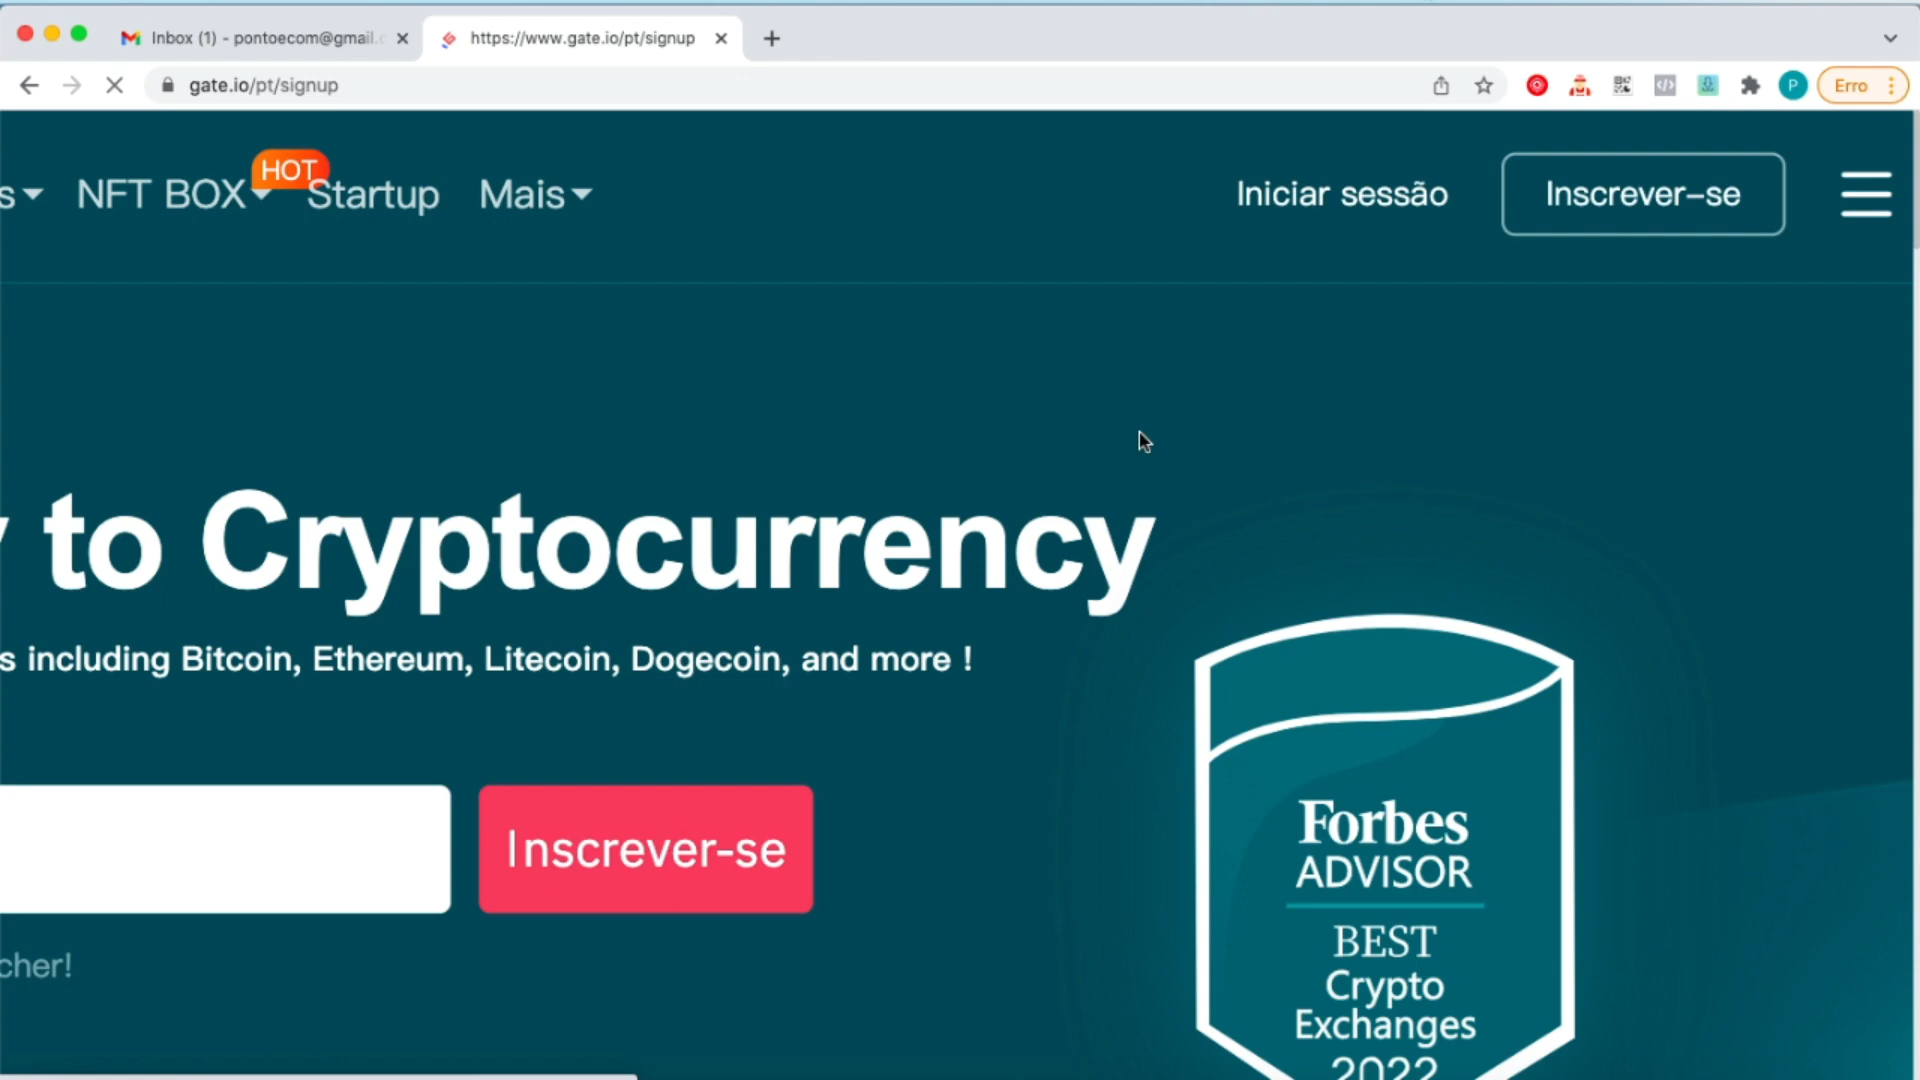 Inbox (1) - pontoecom@gmail.c
https://www.gate.io/pt/signup
gate.io/pt/signup
P
Erro
s
NFT BOX
HOT
Startup
Mais
Iniciar sessão
Inscrever-se
y to Cryptocurrency
s including Bitcoin, Ethereum, Litecoin, Dogecoin, and more !
Inscrever-se
cher!
Forbes
ADVISOR
BEST
Crypto
Exchanges
2022